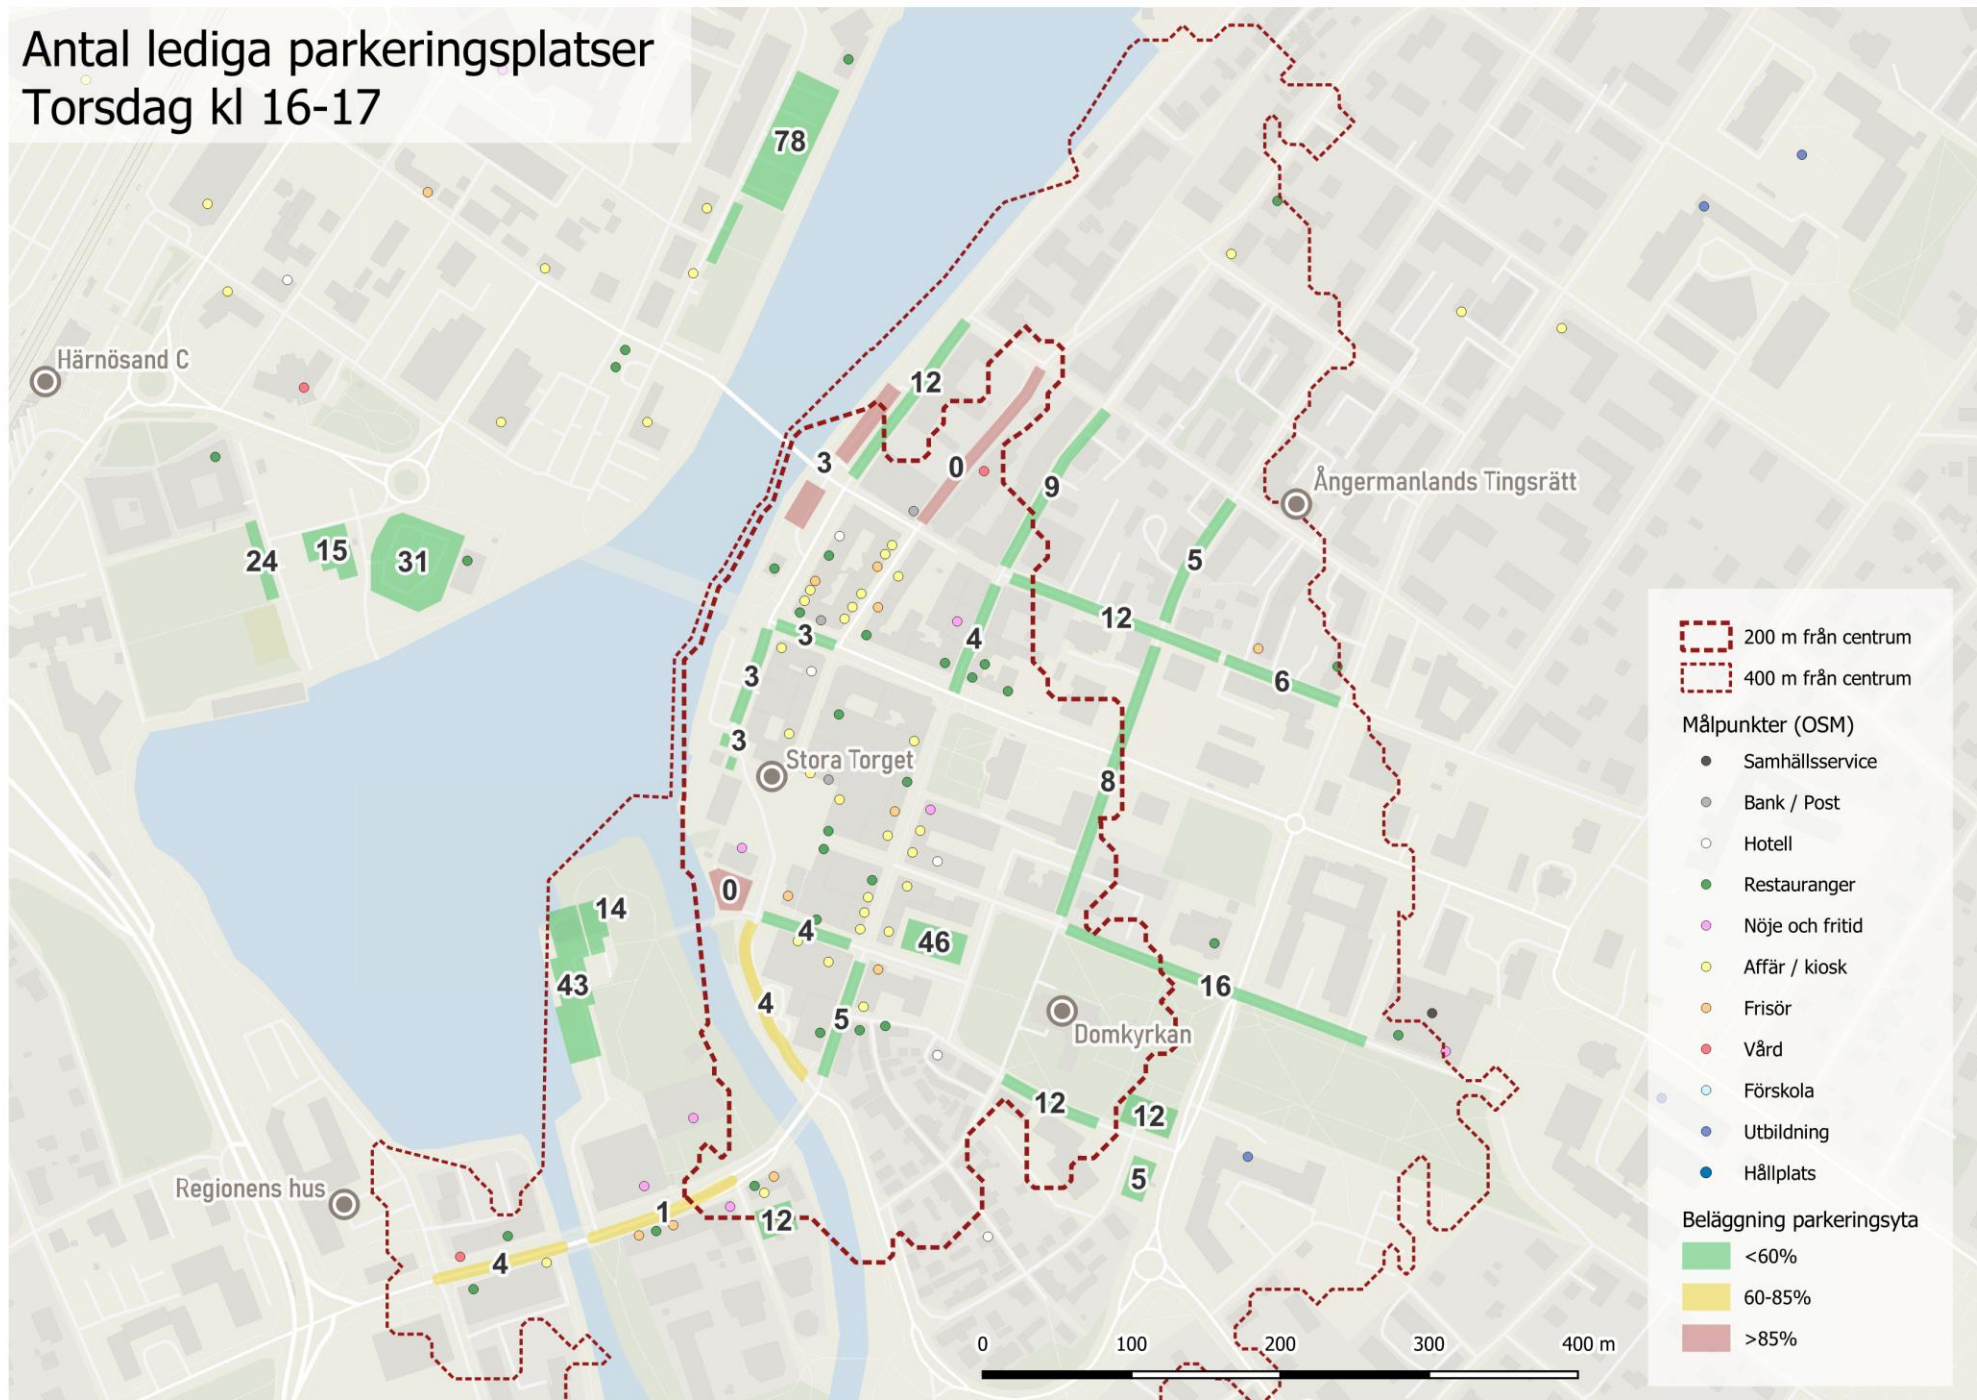 Antal lediga parkeringsplatser
Torsdag kl 16-17
78
Härnösand C
12
3
0
9
Ångermanlands Tingsrätt
24
15
31
5
12
3
4
3
6
3
Stora Torget
8
0
14
4
46
43
4
5
16
Domkyrkan
12
12
5
Regionens hus
1
12
4
200 m från centrum
400 m från centrum
Målpunkter (OSM)
Samhällsservice
Bank / Post
Hotell
Restauranger
Nöje och fritid
Affär / kiosk
Frisör
Vård
Förskola
Utbildning
Hållplats
Beläggning parkeringsyta
<60%
60-85%
>85%
0 100 200 300 400 m